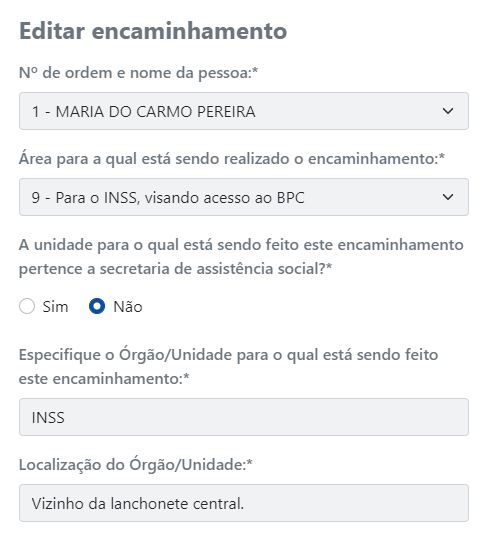 Editar encaminhamento
Nº de ordem e nome da pessoa:*
1 - MARIA DO CARMO PEREIRA
Área para a qual está sendo realizado o encaminhamento:*
9 - Para o INSS, visando acesso ao BPC
A unidade para o qual está sendo feito este encaminhamento
pertence a secretaria de assistência social?*
Sim Não
Especifique o Órgão/Unidade para o qual está sendo feito
este encaminhamento:*
INSS
Localização do Órgão/Unidade:*
Vizinho da lanchonete central.